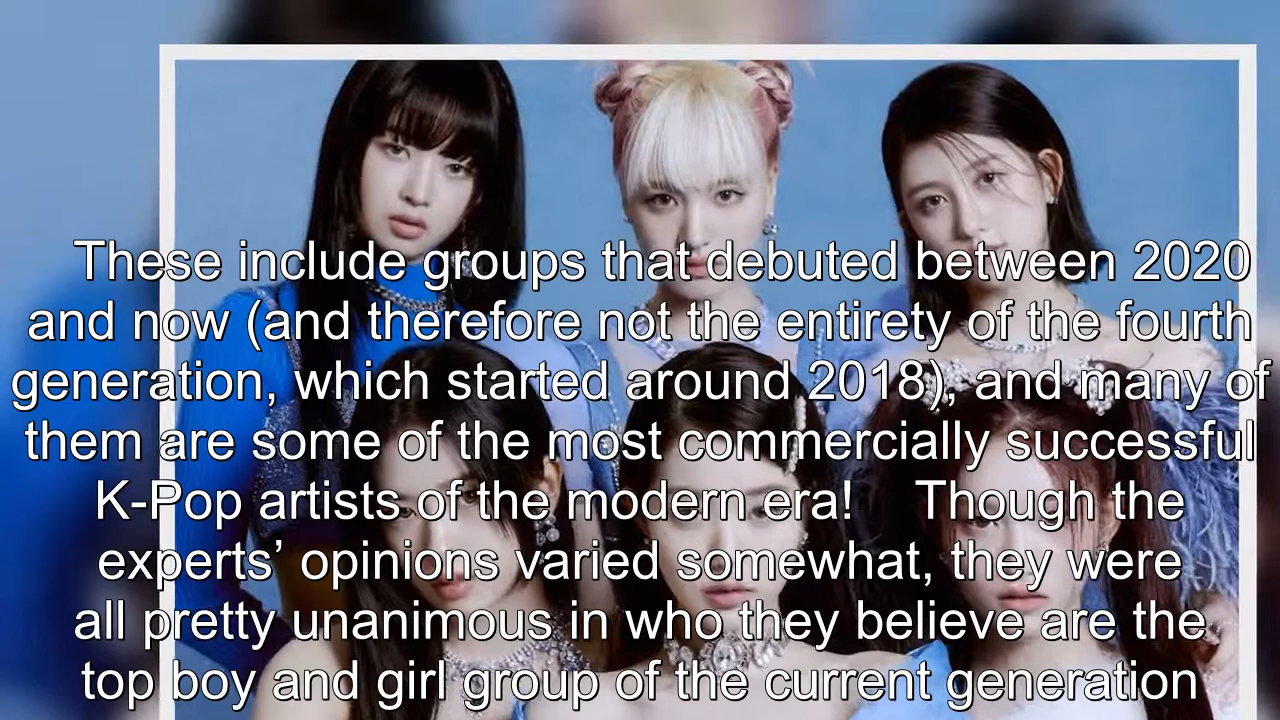 These include groups that debuted between 2020
and now (and therefore not the entirety of the fourth
generation, which started around 2018), and many of
them are some of the most commercially successful
K-Pop artists of the modern era! Though the
experts’ opinions varied somewhat, they were
all pretty unanimous in who they believe are the
top boy and girl group of the current generation